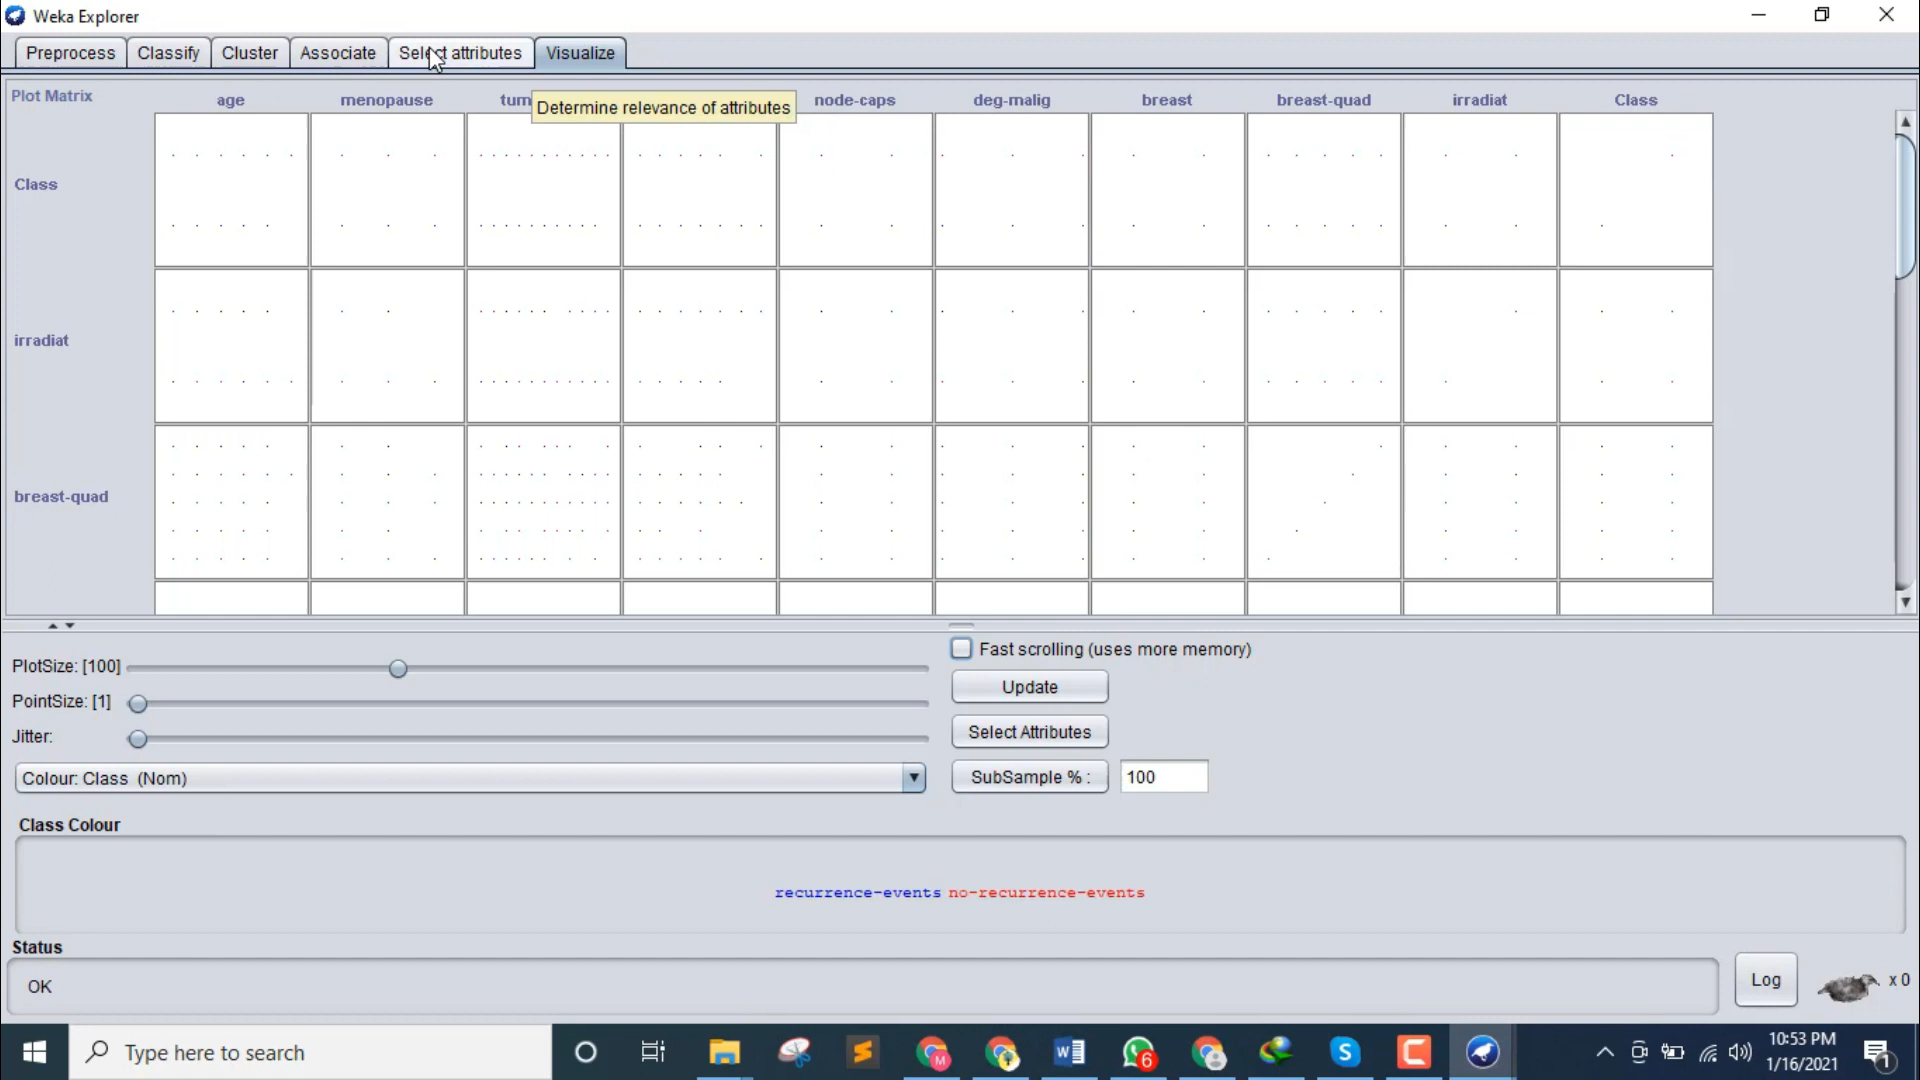 Weka Explorer
Preprocess Classify Cluster Associate Select attributes Visualize
Plot Matrix age menopause tum node-caps deg-malig breast breast-quad irradiat Class
Determine relevance of attributes
Class
irradiat
breast-quad
PlotSize: [100]
Fast scrolling (uses more memory)
PointSize: [1]
Update
Jitter:
Select Attributes
Colour: Class (Nom)
SubSample % : 100
Class Colour
recurrence-events no-recurrence-events
Status
OK
Log
x 0
Type here to search
M
6
S
10:53 PM
1/16/2021
1